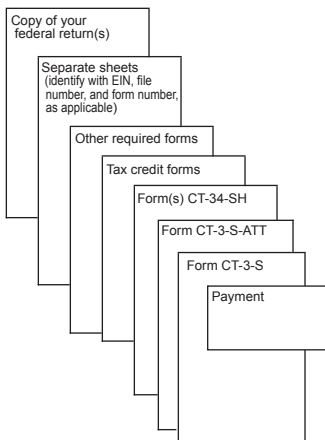 Copy of your
federal return(s)
Separate sheets
(identify with EIN, file
number, and form number,
as applicable)
Other required forms
Tax credit forms
Form(s) CT-34-SH
Form CT-3-S-ATT
Form CT-3-S
Payment